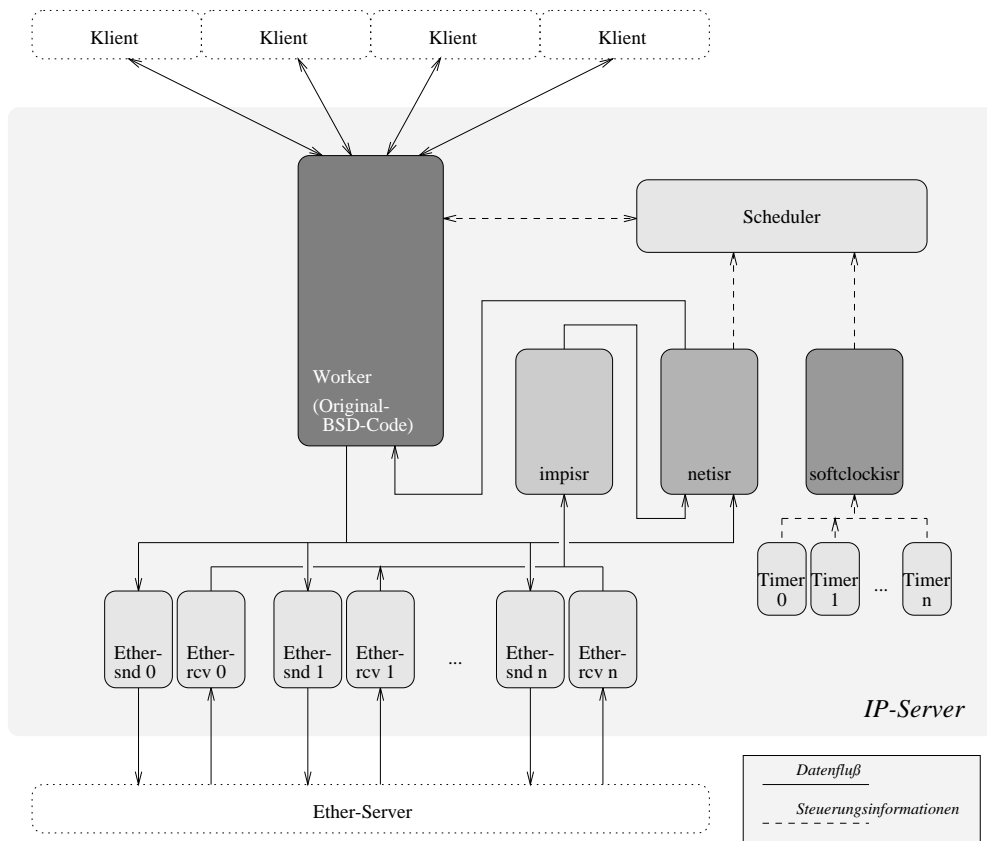 Klient Klient Klient Klient
Scheduler
Worker
(Original-
BSD-Code)
impisr netisr softclockisr
Timer 0
Timer 1
...
Timer n
Ether-
snd 0
Ether-
rcv 0
Ether-
snd 1
Ether-
rcv 1
...
Ether-
snd n
Ether-
rcv n
IP-Server
Ether-Server
Datenfluß
Steuerungsinformationen